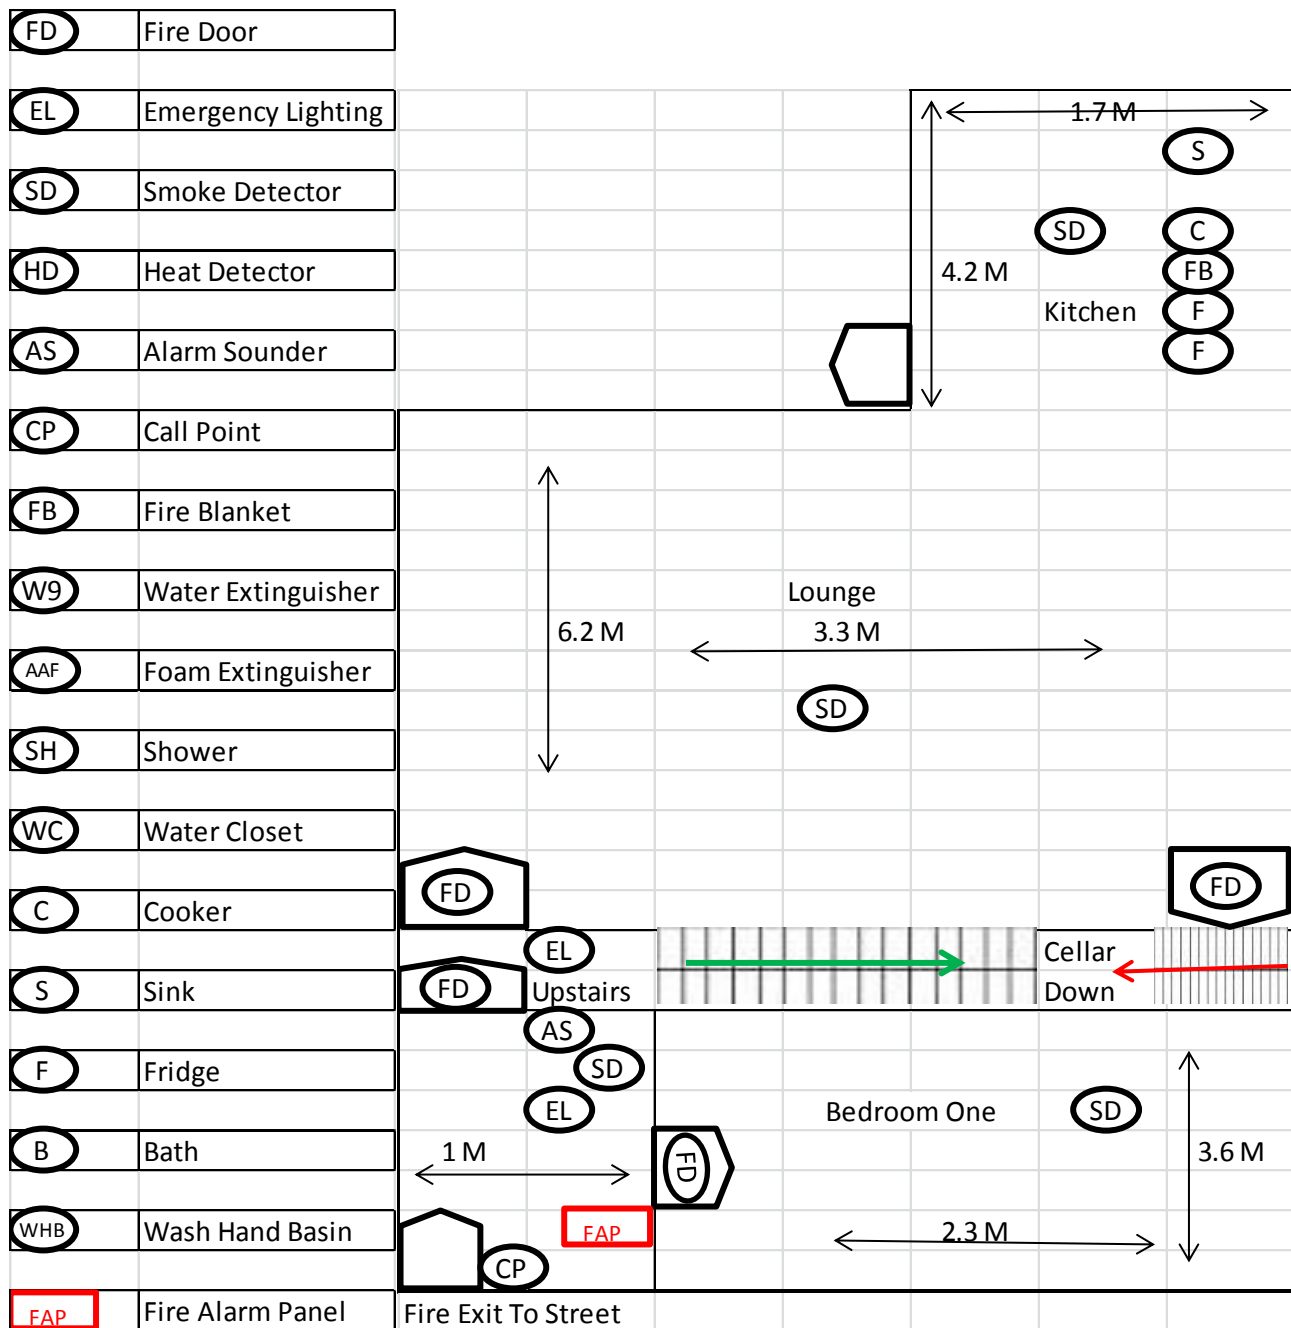 FD Fire Door
EL Emergency Lighting
1.7 M
S
SD Smoke Detector
SD C
HD Heat Detector
4.2 M FB
Kitchen F
AS Alarm Sounder
F
CP Call Point
FB Fire Blanket
W9 Water Extinguisher
Lounge
6.2 M 3.3 M
AAF Foam Extinguisher
SD
SH Shower
WC Water Closet
FD FD
C Cooker
EL Cellar
S Sink
FD Upstairs Down
AS
F Fridge
SD
EL Bedroom One SD
B Bath
1 M FD 3.6 M
WHB Wash Hand Basin
FAP 2.3 M
CP
FAP Fire Alarm Panel Fire Exit To Street